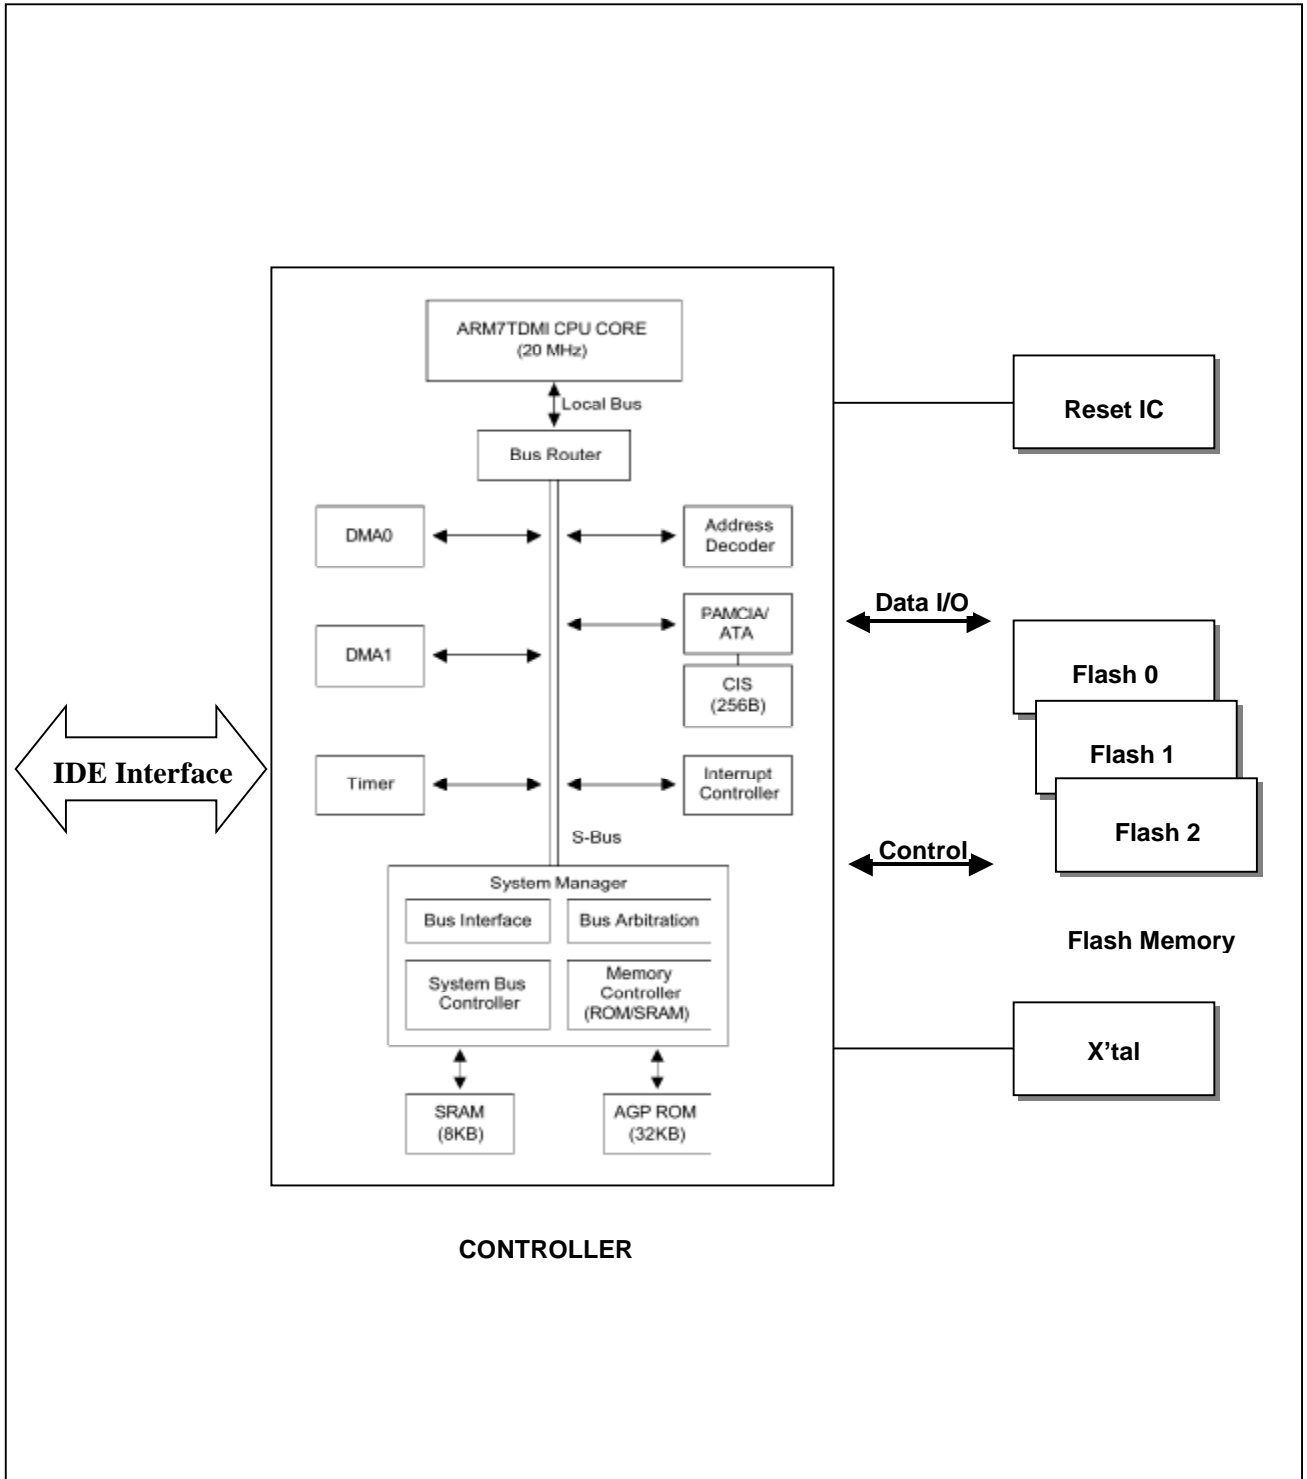 ARM7TDMI CPU CORE
(20 MHz)
Local Bus
Bus Router
DMA0
Address
Decoder
PAMCIA/
ATA
DMA1
CIS
(256B)
Timer
Interrupt
Controller
S-Bus
System Manager
Bus Interface
Bus Arbitration
System Bus
Controller
Memory
Controller
(ROM/SRAM)
SRAM
(8KB)
AGP ROM
(32KB)
CONTROLLER
IDE Interface
Reset IC
Data I/O
Flash 0
Flash 1
Flash 2
Control
Flash Memory
X’tal